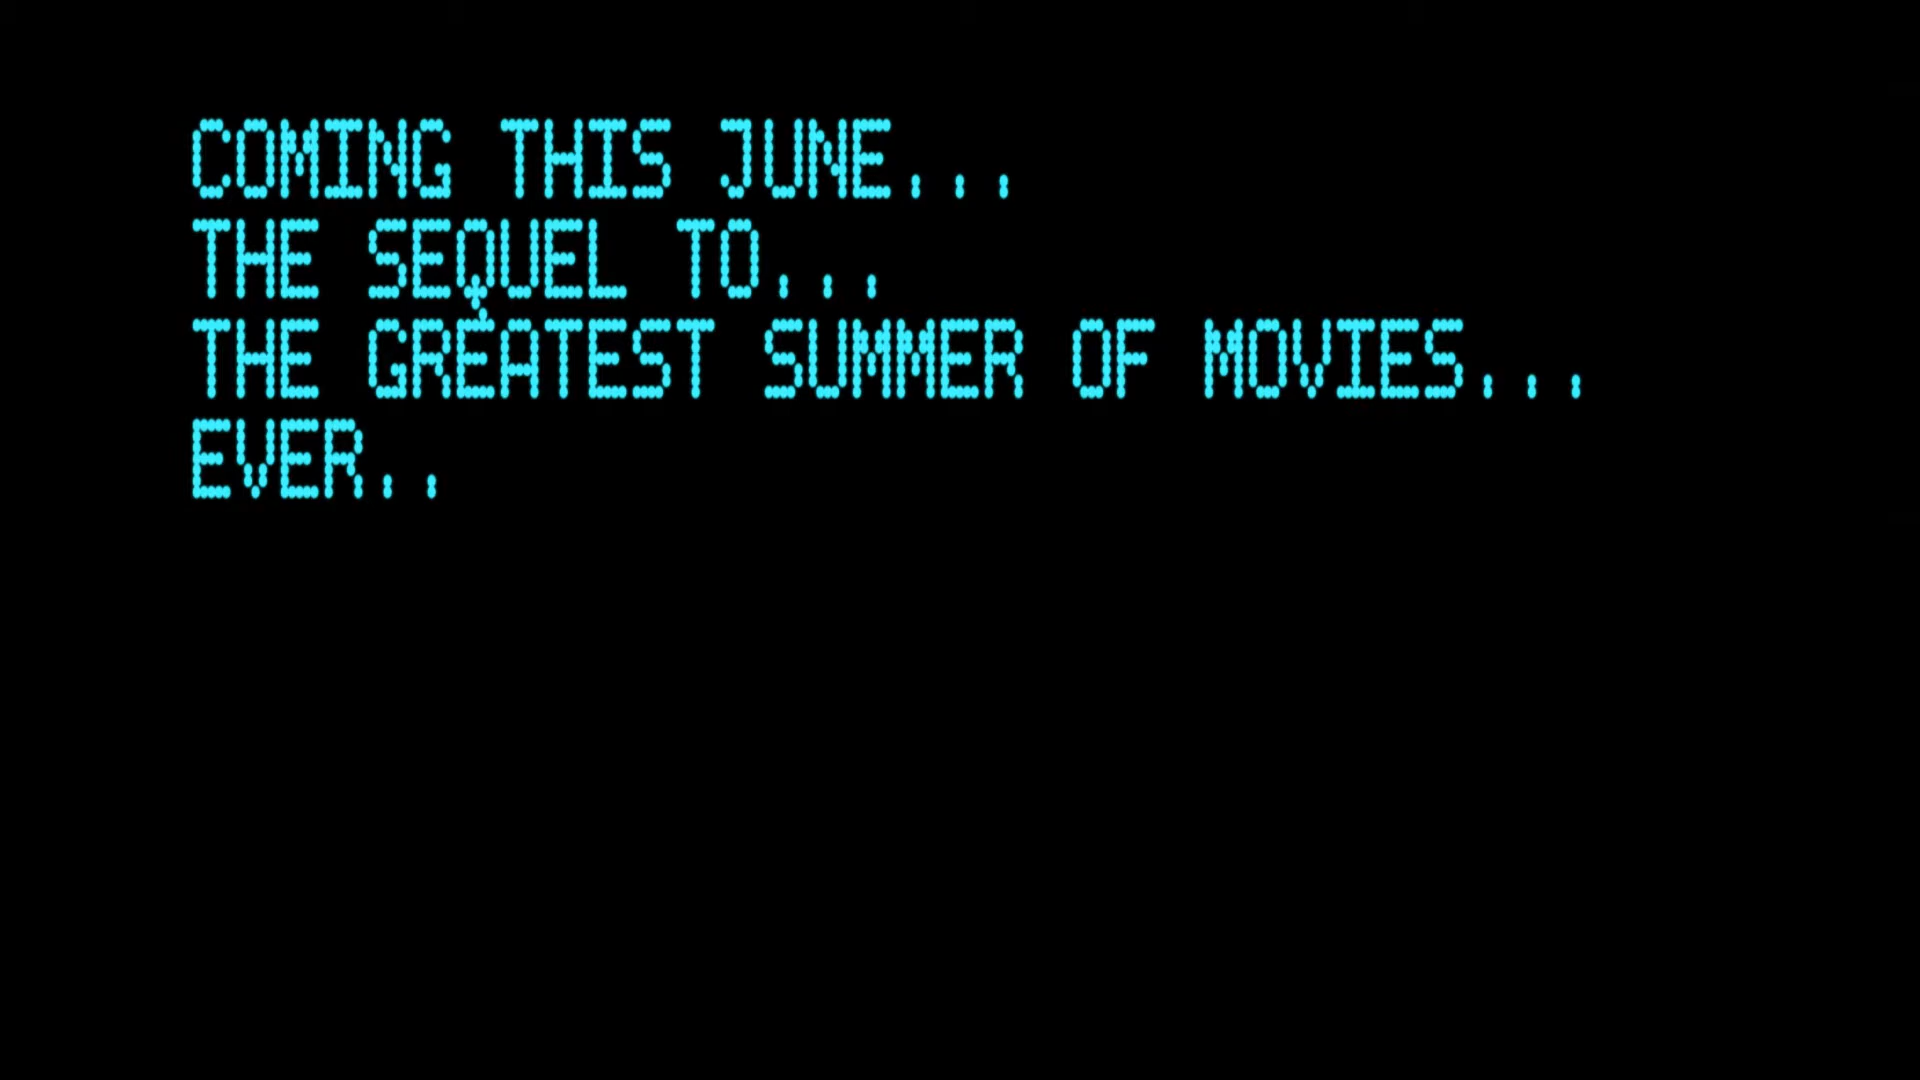 COMING THIS JUNE...
THE SEQUEL TO...
THE GREATEST SUMMER OF MOVIES...
EVER..